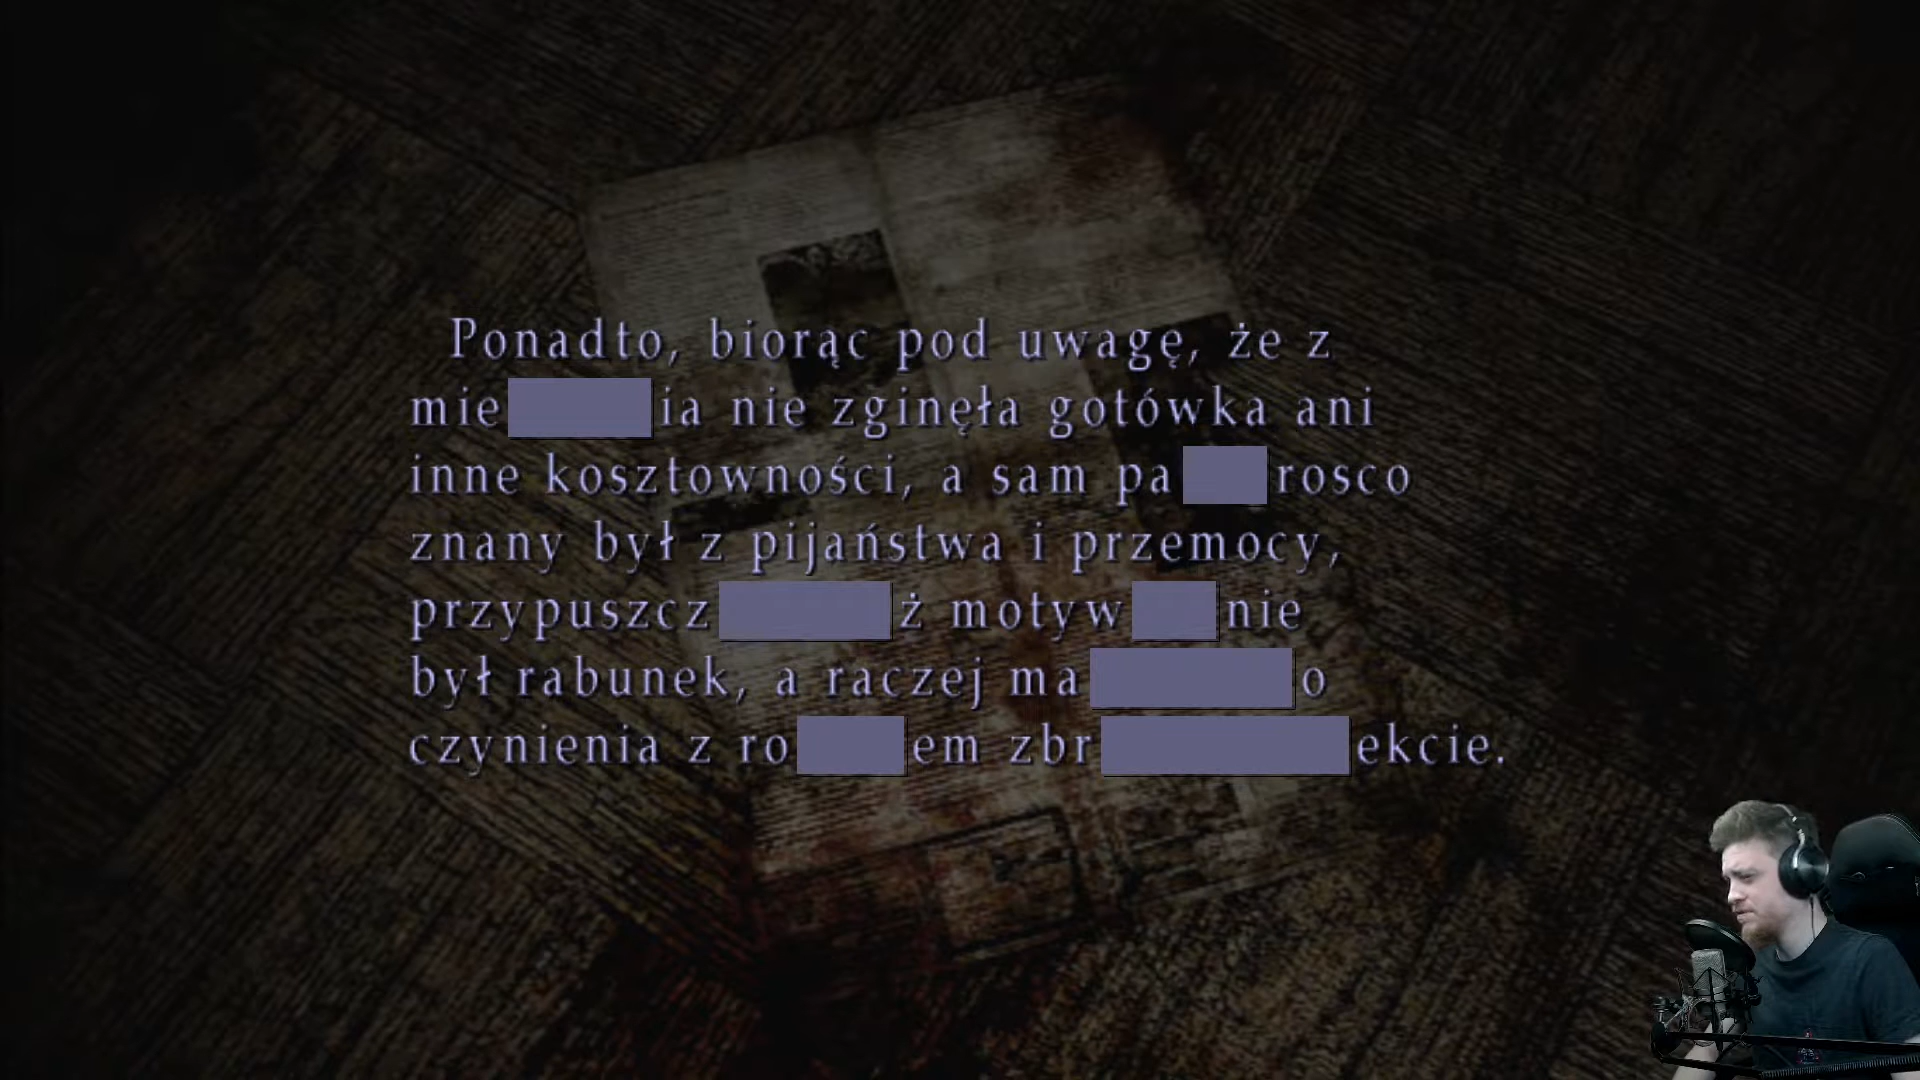 Ponadto, biorąc pod uwagę, że z
mie ia nie zginęła gotówka ani
inne kosztowności, a sam pa rosco
znany był z pijaństwa i przemocy,
przypuszcz ż motyw nie
był rabunek, a raczej ma o
czynienia z ro em zbr ekcie.